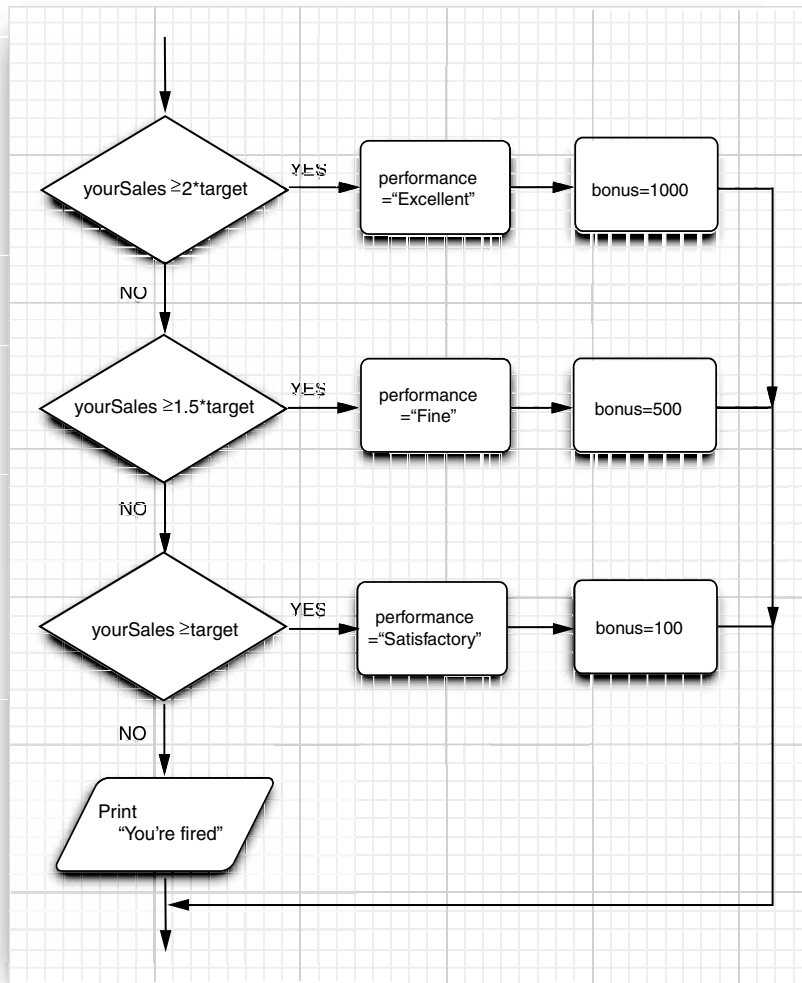 yourSales ≥2*target
YES
performance
="Excellent"
bonus=1000
NO
yourSales ≥1.5*target
YES
performance
="Fine"
bonus=500
NO
yourSales ≥target
YES
performance
="Satisfactory"
bonus=100
NO
Print
"You're fired"